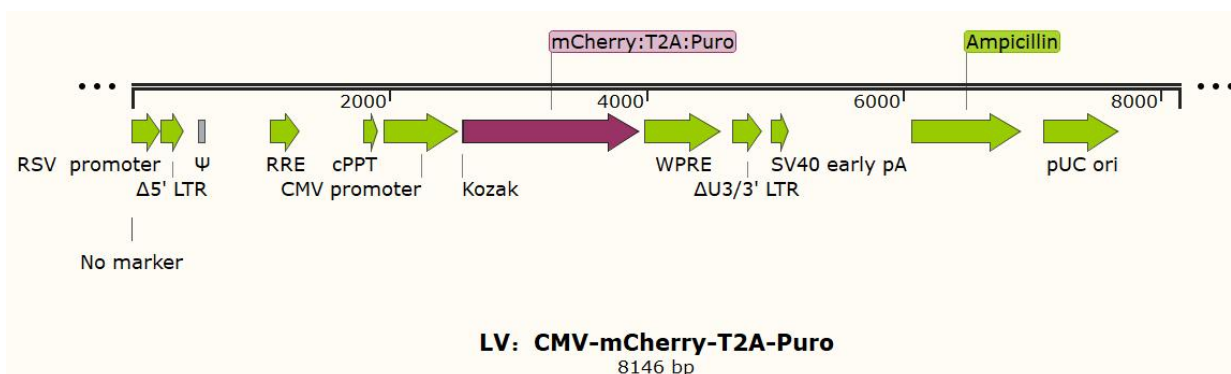 mCherry:T2A:Puro
Ampicillin
2000
4000
6000
8000
RSV promoter
Ψ
RRE
cPPT
WPRE
SV40 early pA
pUC ori
Δ5' LTR
CMV promoter
Kozak
ΔU3/3' LTR
No marker
LV: CMV-mCherry-T2A-Puro
8146 bp